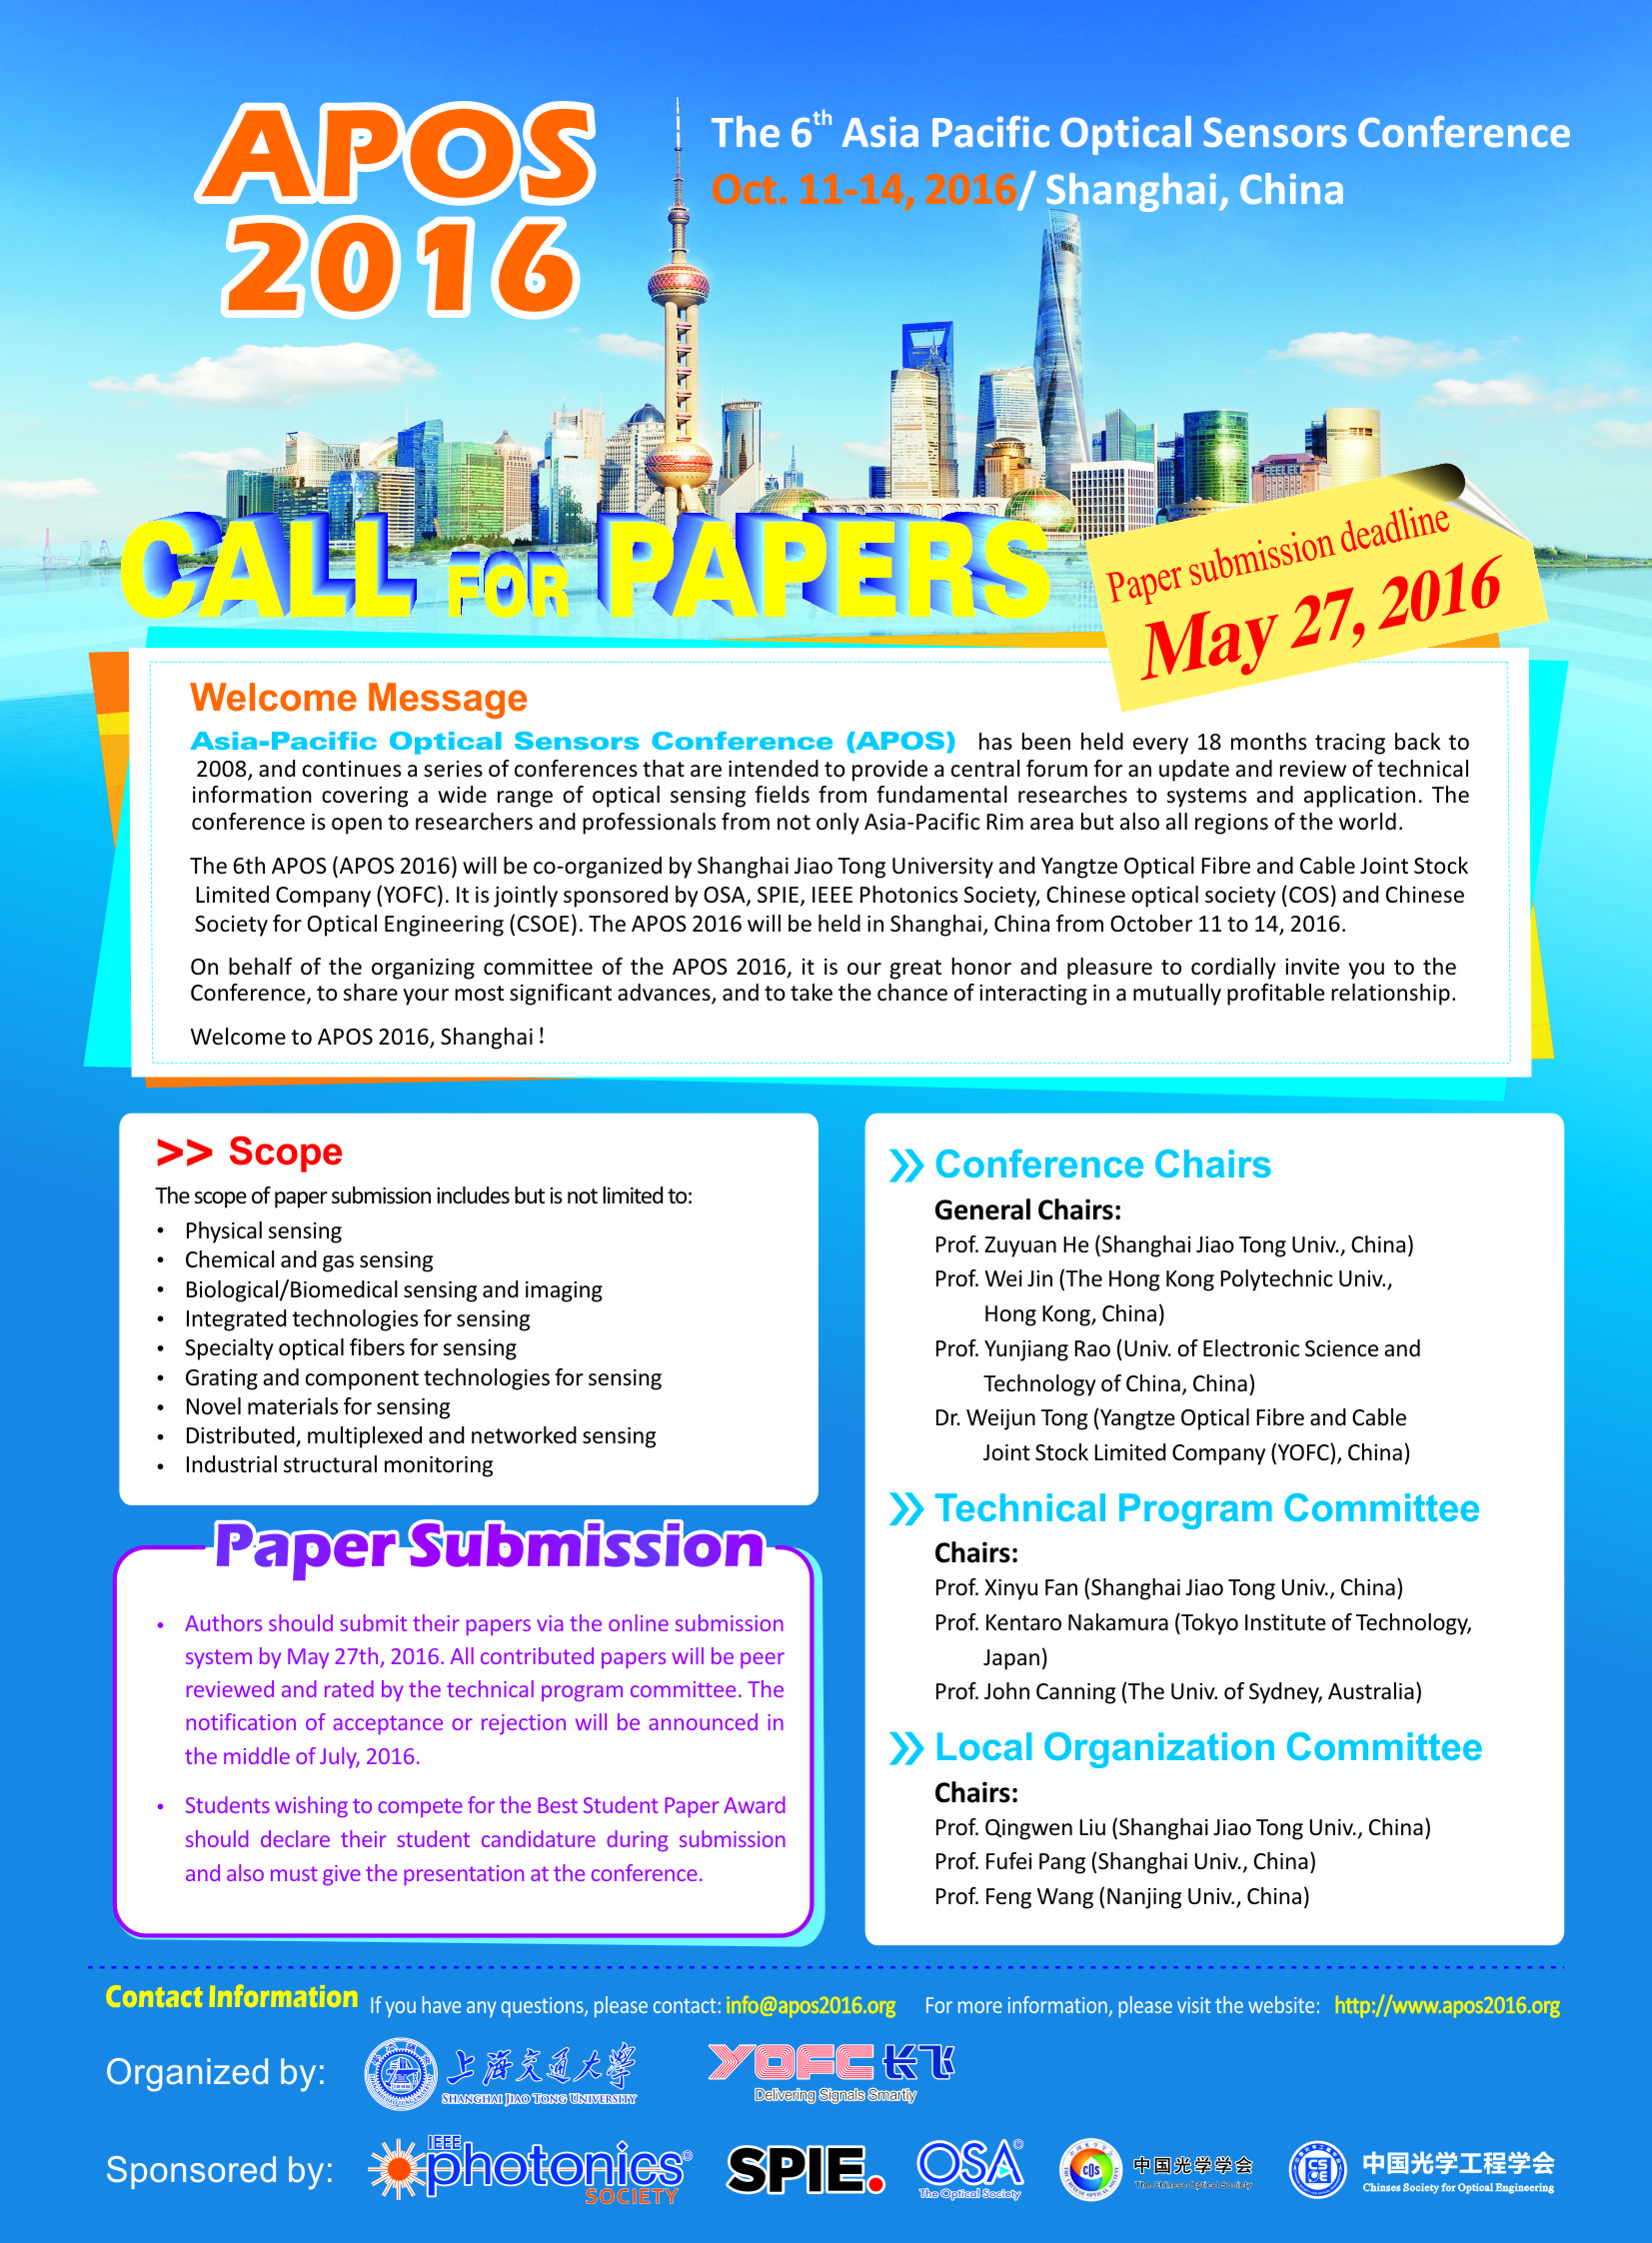 APOS
2016
The 6th Asia Pacific Optical Sensors Conference
Oct. 11-14, 2016/ Shanghai, China
CALL FOR PAPERS
Paper submission deadline
May 27, 2016
Welcome Message
Asia-Pacific Optical Sensors Conference (APOS) has been held every 18 months tracing back to
2008, and continues a series of conferences that are intended to provide a central forum for an update and review of technical
information covering a wide range of optical sensing fields from fundamental researches to systems and application. The
conference is open to researchers and professionals from not only Asia-Pacific Rim area but also all regions of the world.
The 6th APOS (APOS 2016) will be co-organized by Shanghai Jiao Tong University and Yangtze Optical Fibre and Cable Joint Stock
Limited Company (YOFC). It is jointly sponsored by OSA, SPIE, IEEE Photonics Society, Chinese optical society (COS) and Chinese
Society for Optical Engineering (CSOE). The APOS 2016 will be held in Shanghai, China from October 11 to 14, 2016.
On behalf of the organizing committee of the APOS 2016, it is our great honor and pleasure to cordially invite you to the
Conference, to share your most significant advances, and to take the chance of interacting in a mutually profitable relationship.
Welcome to APOS 2016, Shanghai！
>> Scope
The scope of paper submission includes but is not limited to:
• Physical sensing
• Chemical and gas sensing
• Biological/Biomedical sensing and imaging
• Integrated technologies for sensing
• Specialty optical fibers for sensing
• Grating and component technologies for sensing
• Novel materials for sensing
• Distributed, multiplexed and networked sensing
• Industrial structural monitoring
Paper Submission
• Authors should submit their papers via the online submission
system by May 27th, 2016. All contributed papers will be peer
reviewed and rated by the technical program committee. The
notification of acceptance or rejection will be announced in
the middle of July, 2016.
• Students wishing to compete for the Best Student Paper Award
should declare their student candidature during submission
and also must give the presentation at the conference.
Conference Chairs
General Chairs:
Prof. Zuyuan He (Shanghai Jiao Tong Univ., China)
Prof. Wei Jin (The Hong Kong Polytechnic Univ.,
Hong Kong, China)
Prof. Yunjiang Rao (Univ. of Electronic Science and
Technology of China, China)
Dr. Weijun Tong (Yangtze Optical Fibre and Cable
Joint Stock Limited Company (YOFC), China)
Technical Program Committee
Chairs:
Prof. Xinyu Fan (Shanghai Jiao Tong Univ., China)
Prof. Kentaro Nakamura (Tokyo Institute of Technology,
Japan)
Prof. John Canning (The Univ. of Sydney, Australia)
Local Organization Committee
Chairs:
Prof. Qingwen Liu (Shanghai Jiao Tong Univ., China)
Prof. Fufei Pang (Shanghai Univ., China)
Prof. Feng Wang (Nanjing Univ., China)
Contact Information If you have any questions, please contact: info@apos2016.org For more information, please visit the website: http://www.apos2016.org
Organized by:
上海交通大学
SHANGHAI JIAO TONG UNIVERSITY
YOFC 长飞
Delivering Signals Smartly
Sponsored by:
IEEE
photonics
SOCIETY
SPIE.
OSA
The Optical Society
COS
中国光学学会
The Chinese Optical Society
CSOE
中国光学工程学会
Chinses Society for Optical Engineering